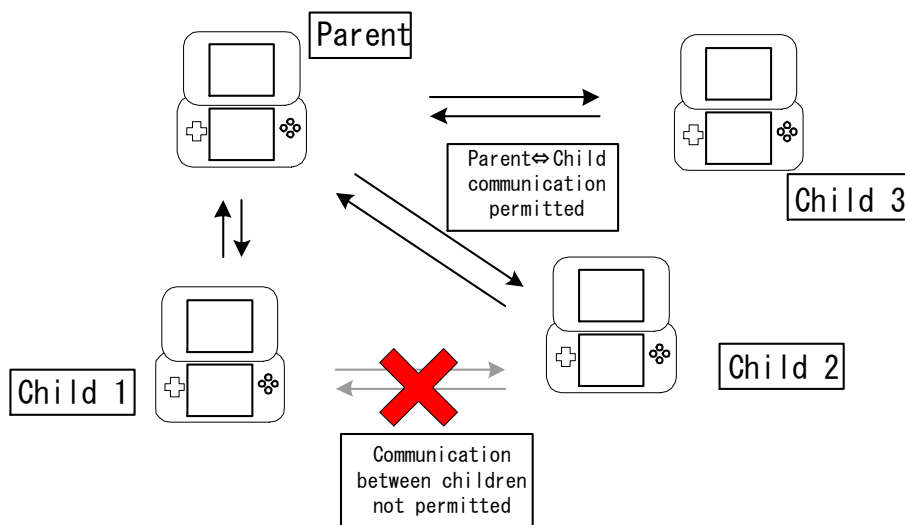 Parent
Parent⇔Child
communication
permitted
Child 3
Child 2
Child 1
Communication
between children
not permitted